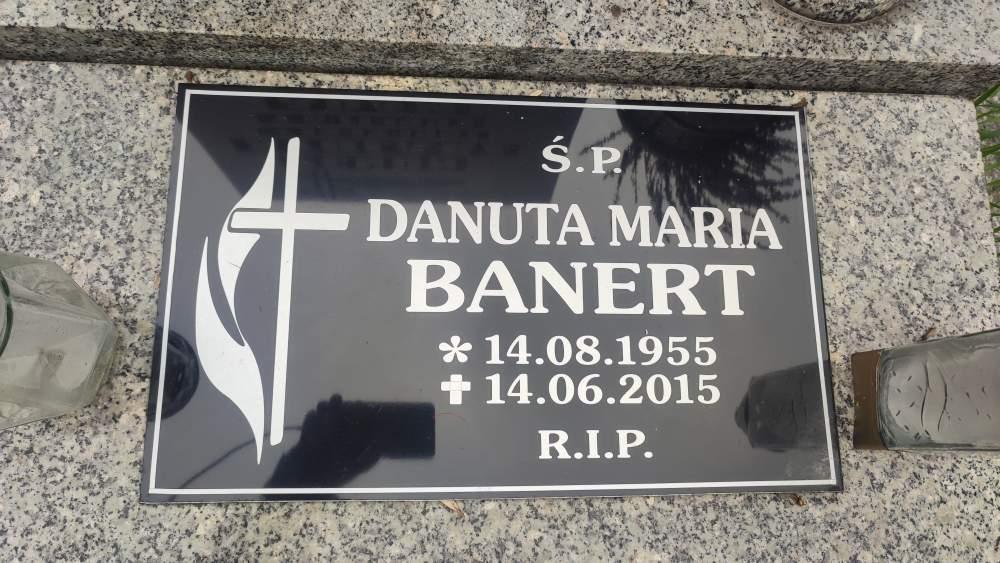 Ś.P.
DANUTA MARIA
BANERT
* 14.08.1955
✝ 14.06.2015
R.I.P.